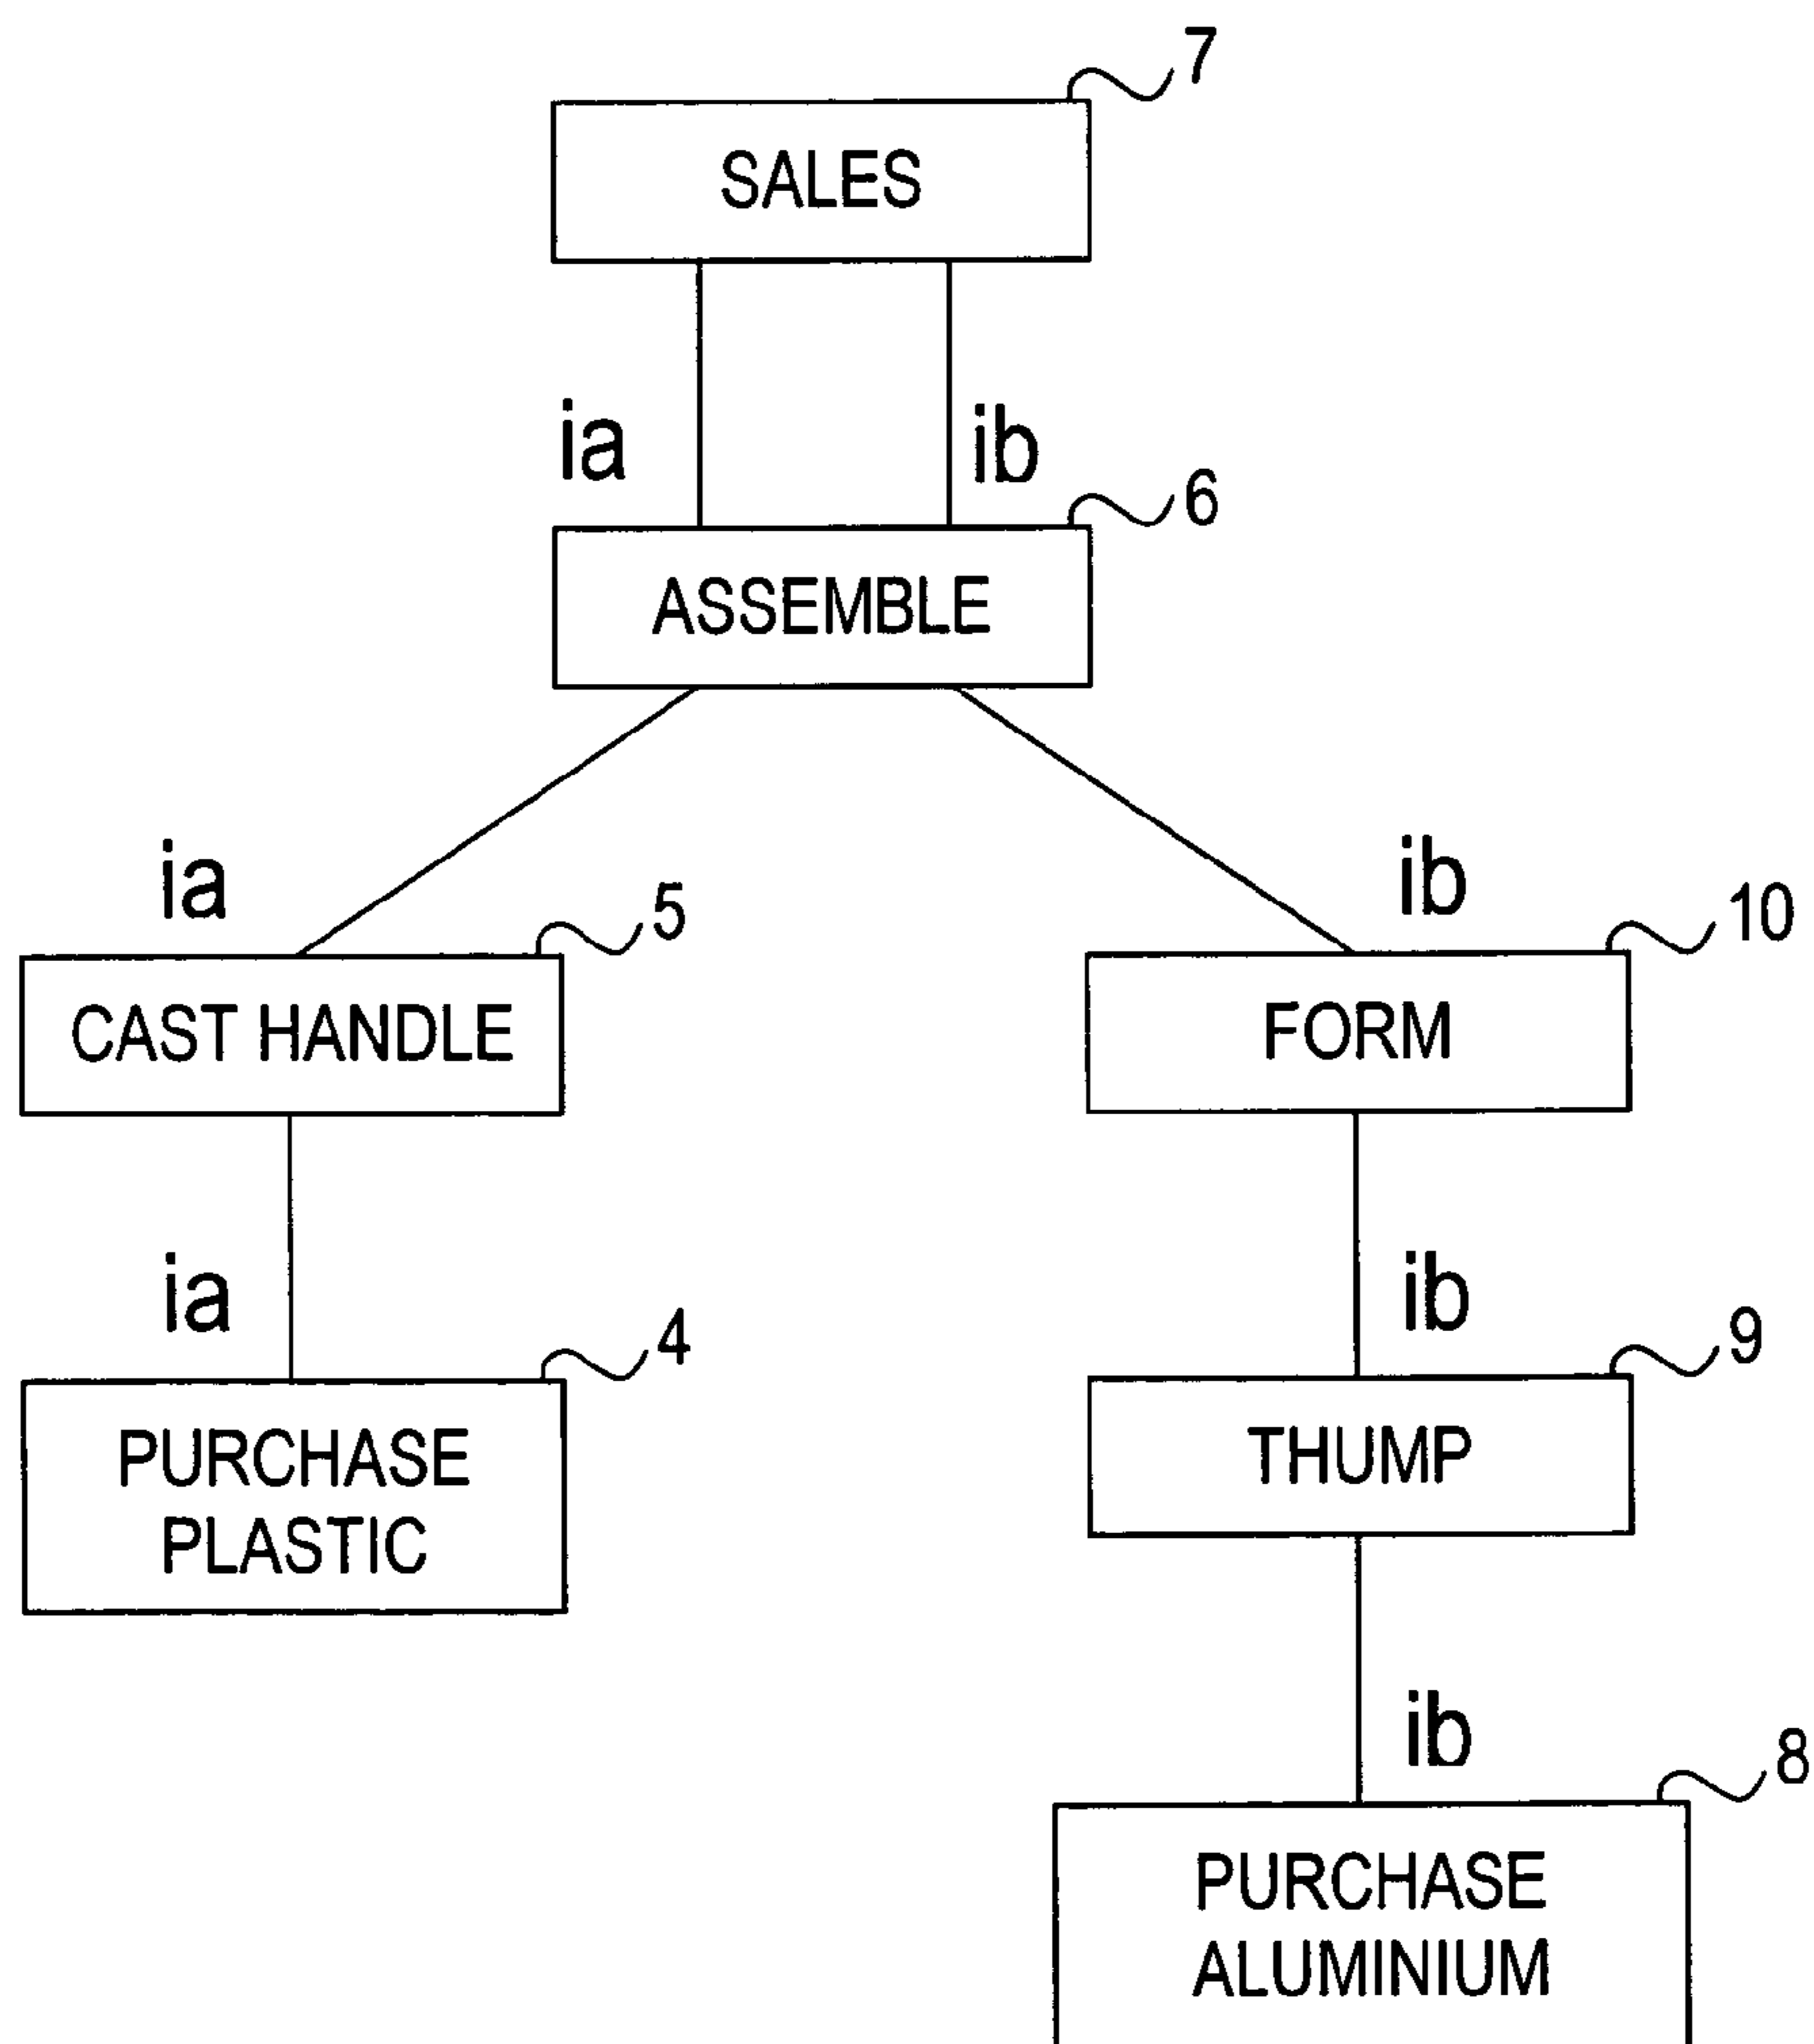 7
SALES
ia
ib
6
ASSEMBLE
ia
ib
5
10
CAST HANDLE
FORM
ia
ib
4
9
PURCHASE
PLASTIC
THUMP
ib
8
PURCHASE
ALUMINIUM